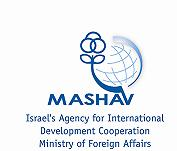 MASHAV
Israel's Agency for International
Development Cooperation
Ministry of Foreign Affairs